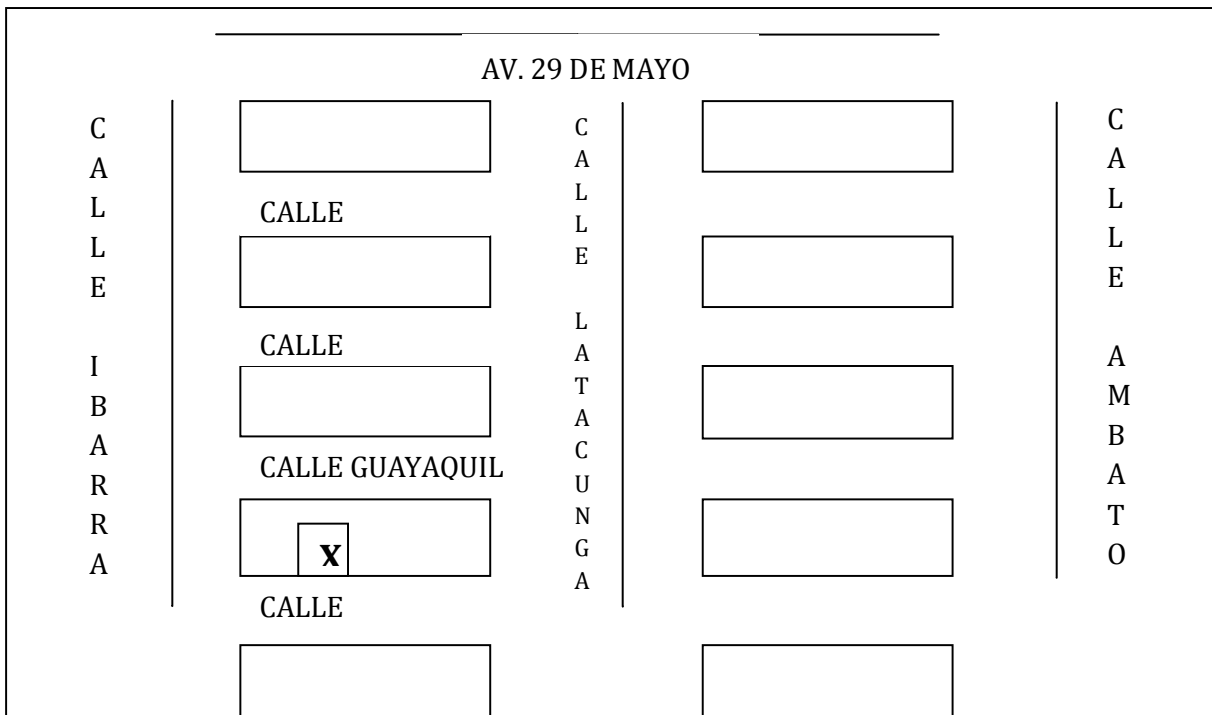 AV. 29 DE MAYO
CALLE IBARRA
CALLE
CALLE
CALLE GUAYAQUIL
X
CALLE
CALLE LATACUNGA
CALLE AMBATO